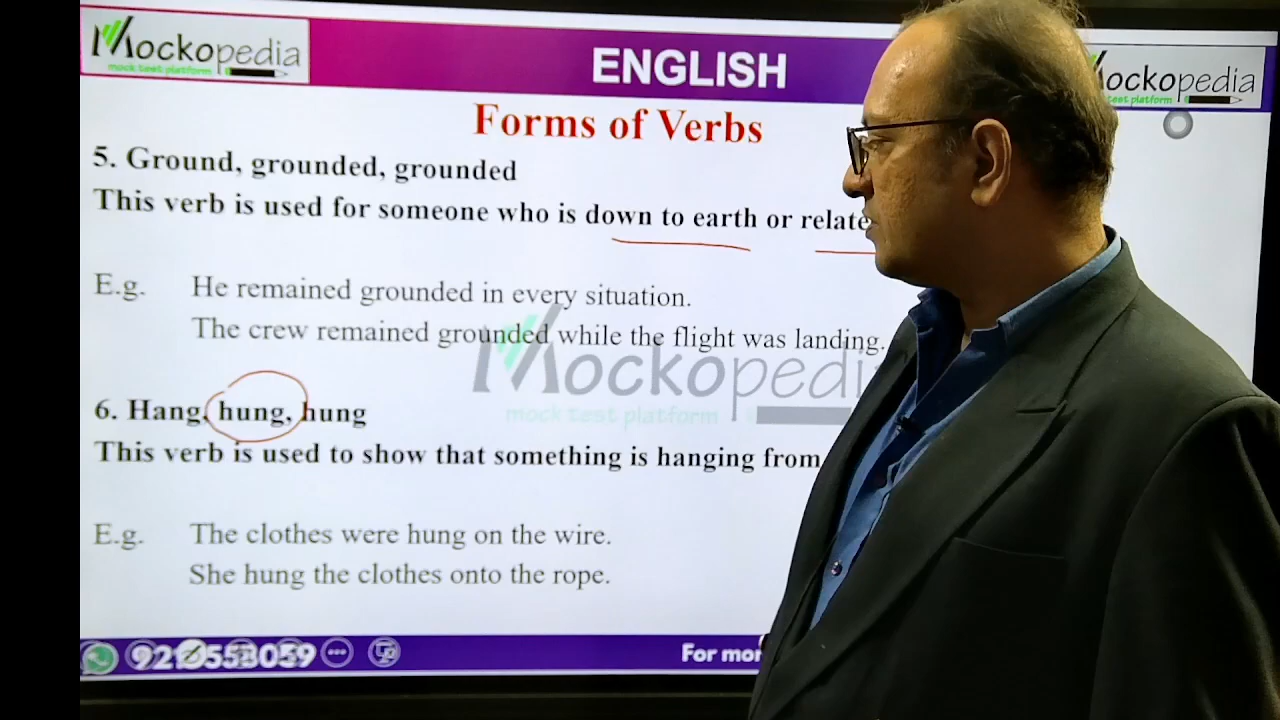 Mockopedia
mock test platform
ENGLISH
Mockopedia
test platform
Forms of Verbs
5. Ground, grounded, grounded
This verb is used for someone who is down to earth or relate
E.g. He remained grounded in every situation.
The crew remained grounded while the flight was landing.
Mockopedia
mock test platform
6. Hang, hung, hung
This verb is used to show that something is hanging from
E.g. The clothes were hung on the wire.
She hung the clothes onto the rope.
For mor